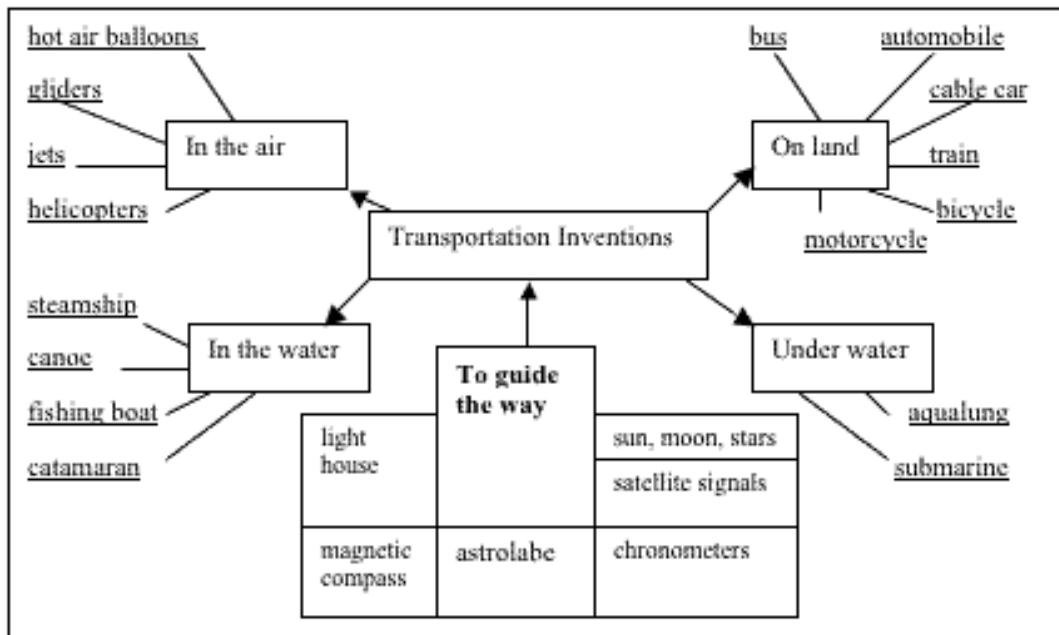 hot air balloons
gliders
jets
helicopters
In the air
bus
automobile
cable car
train
bicycle
motorcycle
On land
Transportation Inventions
steamship
canoe
fishing boat
catamaran
In the water
Under water
aqualung
submarine
To guide
the way
light
house
sun, moon, stars
satellite signals
magnetic
compass
astrolabe
chronometers